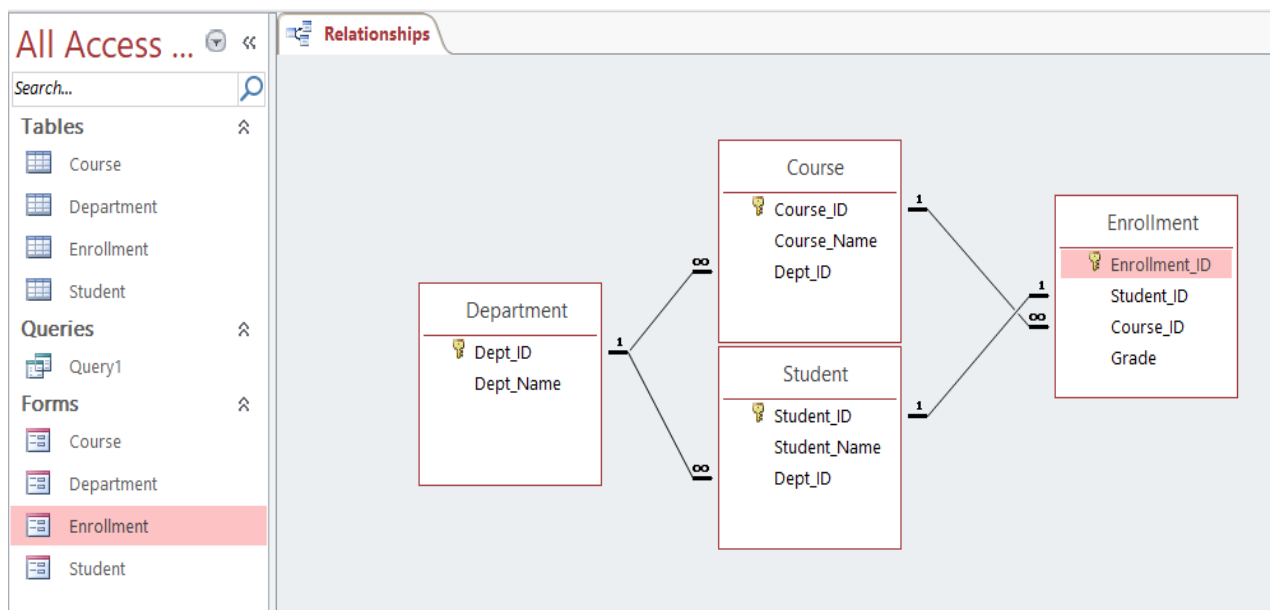 All Access ...
Search...
Tables
Course
Department
Enrollment
Student
Queries
Query1
Forms
Course
Department
Enrollment
Student
Relationships
Department
Dept_ID
Dept_Name
1
∞
∞
Course
Course_ID
Course_Name
Dept_ID
1
Student
Student_ID
Student_Name
Dept_ID
1
1
∞
Enrollment
Enrollment_ID
Student_ID
Course_ID
Grade